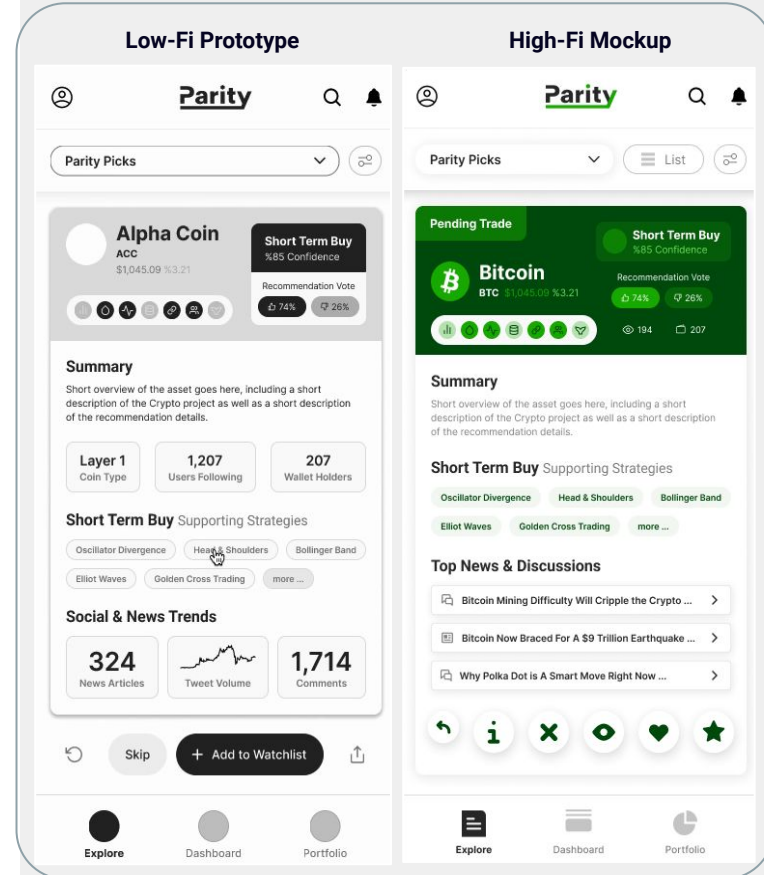 Low-Fi Prototype
High-Fi Mockup
Parity
Parity Picks
Alpha Coin
ACC
$1,045.09 %3.21
Short Term Buy
%85 Confidence
Recommendation Vote
74%
26%
Summary
Short overview of the asset goes here, including a short
description of the Crypto project as well as a short description
of the recommendation details.
Layer 1
Coin Type
1,207
Users Following
207
Wallet Holders
Short Term Buy Supporting Strategies
Oscillator Divergence
Head & Shoulders
Bollinger Band
Elliot Waves
Golden Cross Trading
more ...
Social & News Trends
324
News Articles
Tweet Volume
1,714
Comments
Skip
+ Add to Watchlist
Explore
Dashboard
Portfolio
Parity
Parity Picks
List
Pending Trade
Bitcoin
BTC $1,045.09 %3.21
Short Term Buy
%85 Confidence
Recommendation Vote
74%
26%
194
207
Summary
Short overview of the asset goes here, including a short
description of the Crypto project as well as a short description
of the recommendation details.
Short Term Buy Supporting Strategies
Oscillator Divergence
Head & Shoulders
Bollinger Band
Elliot Waves
Golden Cross Trading
more ...
Top News & Discussions
Bitcoin Mining Difficulty Will Cripple the Crypto ...
Bitcoin Now Braced For A $9 Trillion Earthquake ...
Why Polka Dot is A Smart Move Right Now ...
Explore
Dashboard
Portfolio